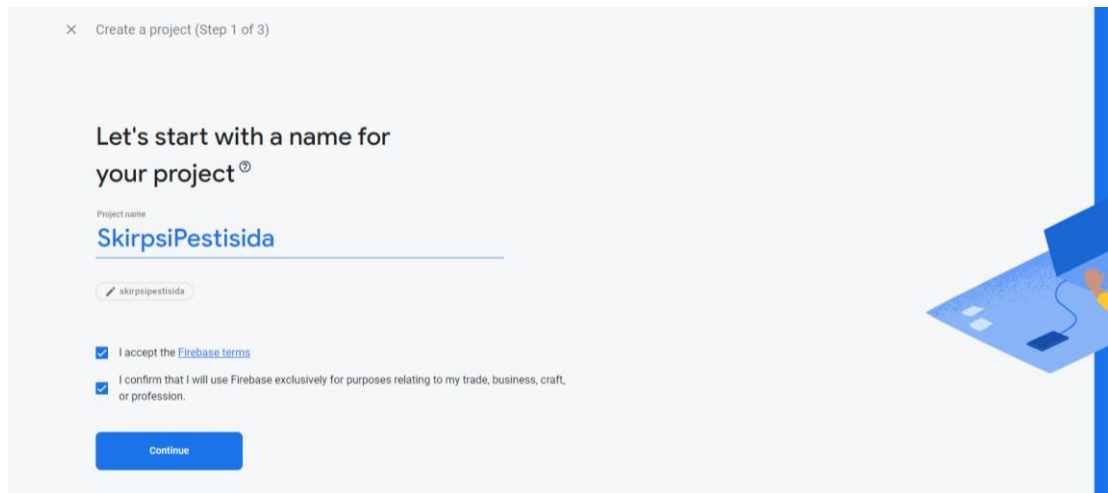 Create a project (Step 1 of 3)
Let's start with a name for
your project
Project name
SkirpsiPestisida
skirpsipestisida
I accept the Firebase terms
I confirm that I will use Firebase exclusively for purposes relating to my trade, business, craft,
or profession.
Continue